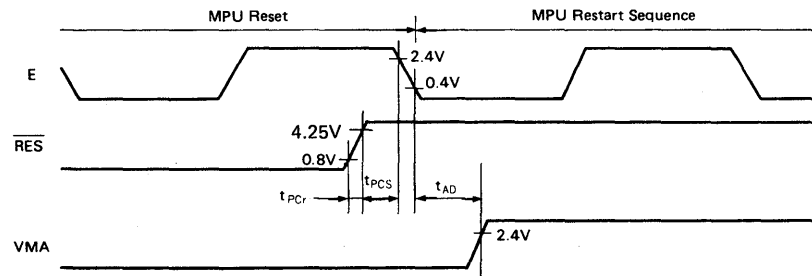 MPU Reset
MPU Restart Sequence
E
2.4V
0.4V
RES
4.25V
0.8V
tPCr
tPCS
tAD
VMA
2.4V